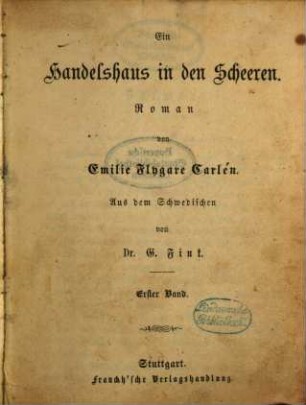 Ein
Handelshaus in den Scheeren.
Roman
von
Emilie Flygare Carlén.
Aus dem Schwedischen
von
Dr. G. Fink.
Erster Band.
Stuttgart.
Franckh'sche Verlagshandlung.